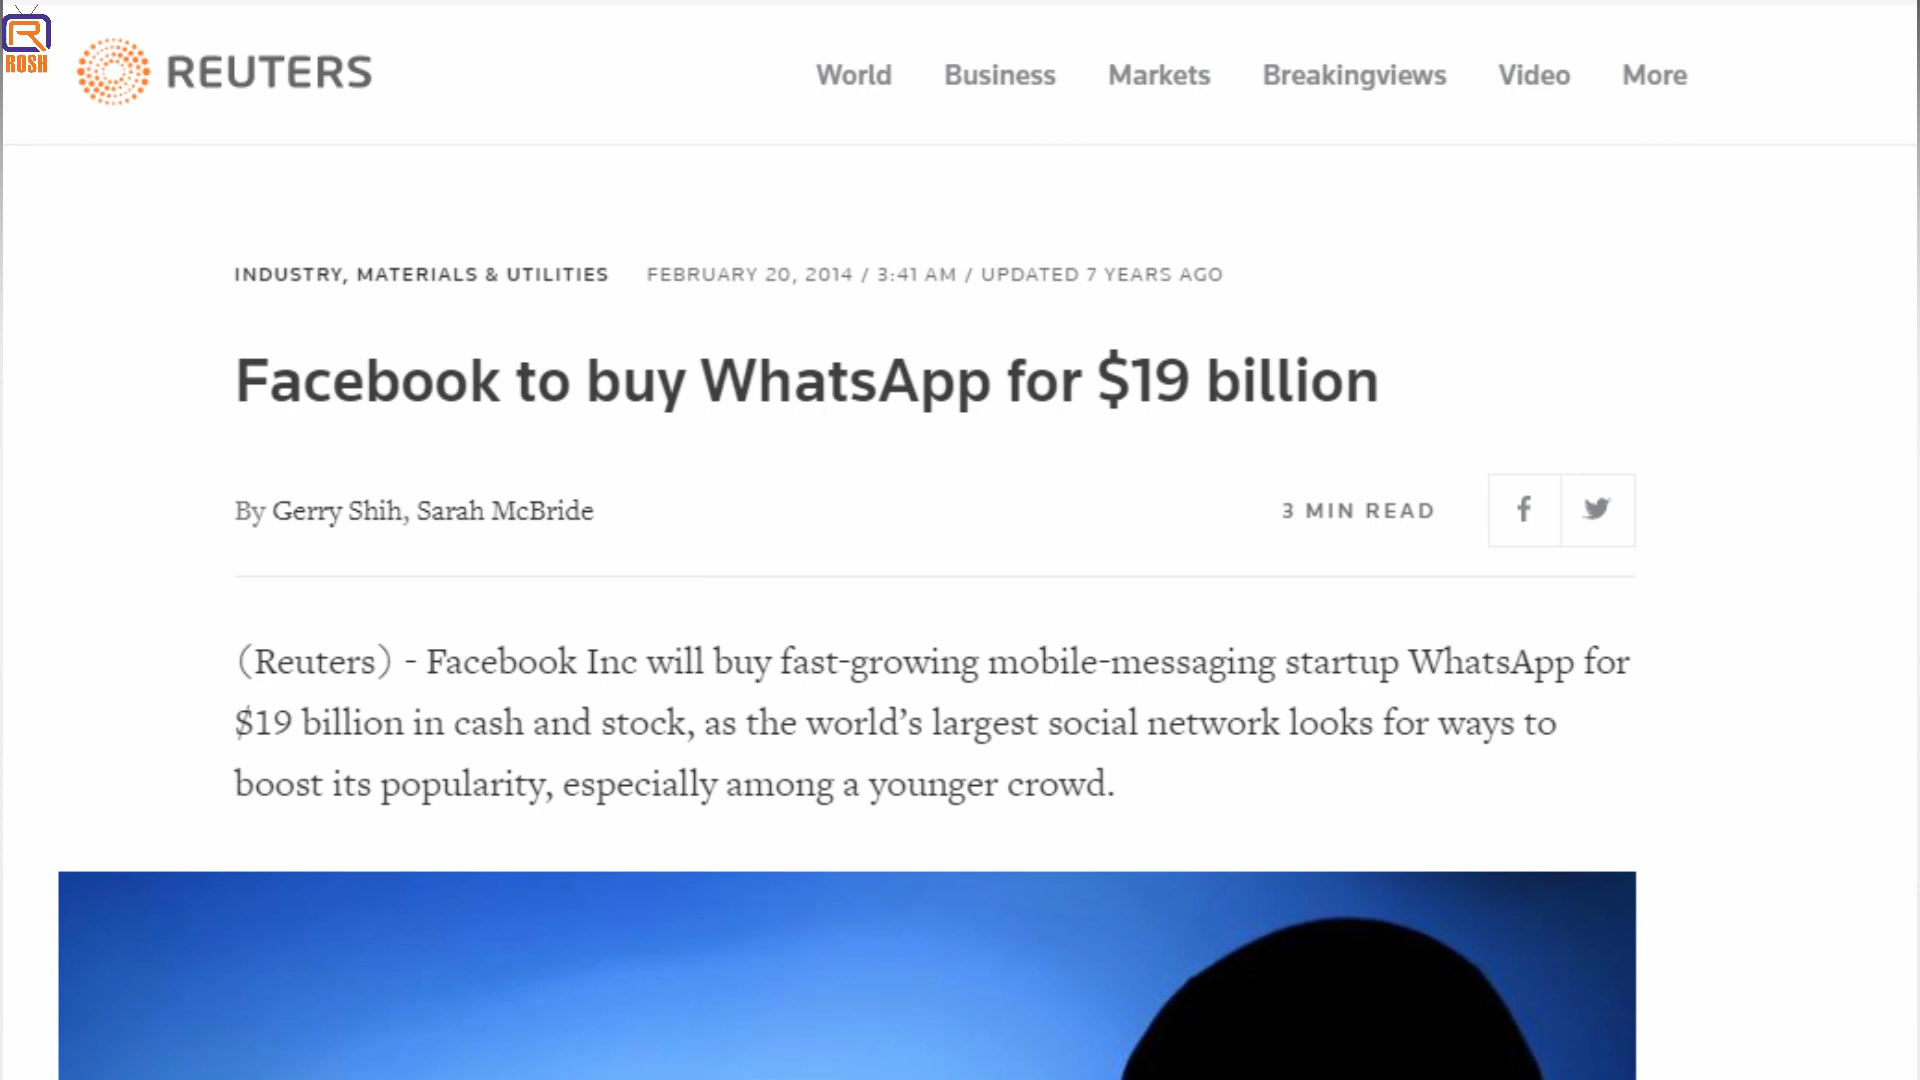 R
ROSH
REUTERS
World Business Markets Breakingviews Video More
INDUSTRY, MATERIALS & UTILITIES FEBRUARY 20, 2014 / 3:41 AM / UPDATED 7 YEARS AGO
Facebook to buy WhatsApp for $19 billion
By Gerry Shih, Sarah McBride 3 MIN READ
(Reuters) - Facebook Inc will buy fast-growing mobile-messaging startup WhatsApp for
$19 billion in cash and stock, as the world’s largest social network looks for ways to
boost its popularity, especially among a younger crowd.